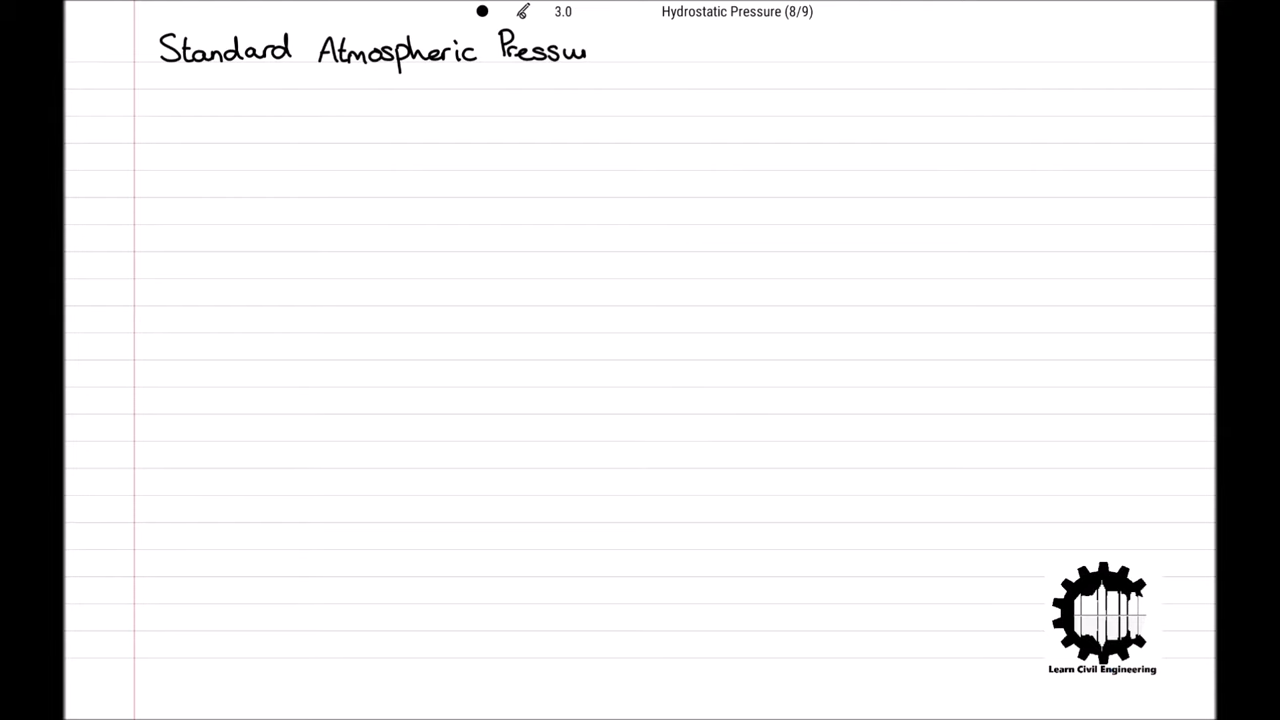 3.0 Hydrostatic Pressure (8/9)
Standard Atmospheric Pressu
Learn Civil Engineering